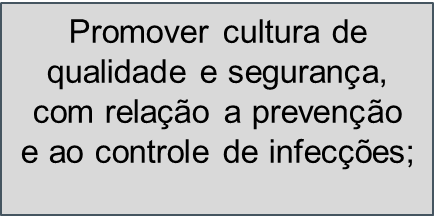 Promover cultura de
qualidade e segurança,
com relação a prevenção
e ao controle de infecções;